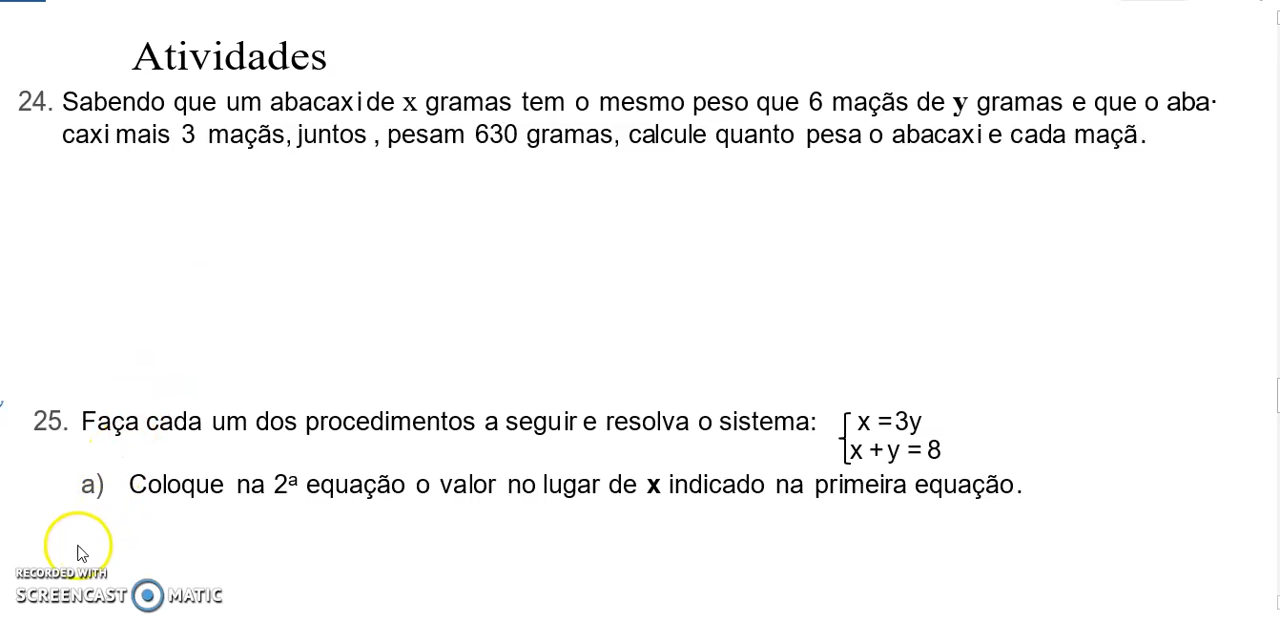 Atividades
24. Sabendo que um abacaxi de x gramas tem o mesmo peso que 6 maçãs de y gramas e que o aba-
caxi mais 3 maçãs, juntos , pesam 630 gramas, calcule quanto pesa o abacaxi e cada maçã.
25. Faça cada um dos procedimentos a seguir e resolva o sistema: { x = 3y
x + y = 8
a) Coloque na 2ª equação o valor no lugar de x indicado na primeira equação.
RECORDED WITH
SCREENCAST MATIC